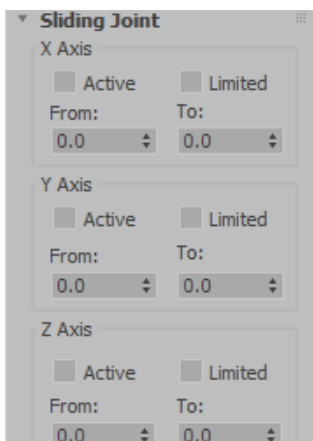 Sliding Joint
X Axis
Active Limited
From: To:
0.0 0.0
Y Axis
Active Limited
From: To:
0.0 0.0
Z Axis
Active Limited
From: To:
0.0 0.0